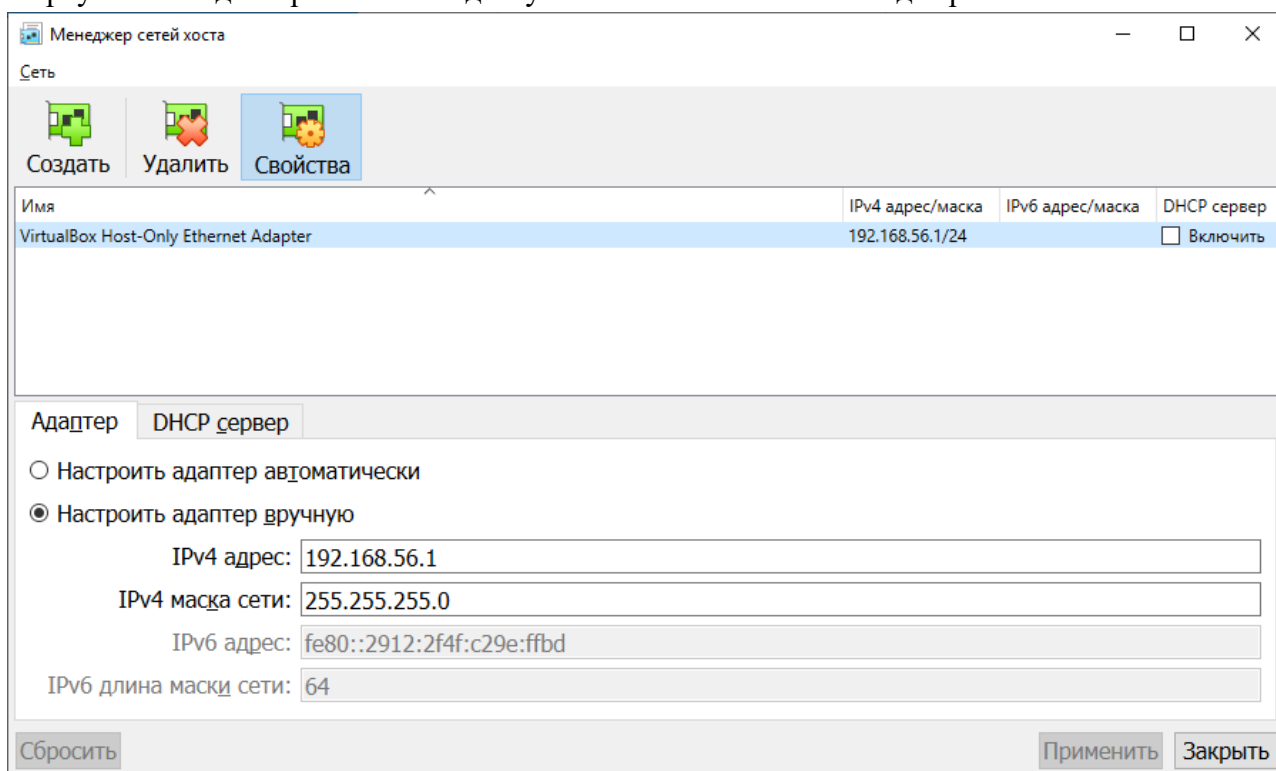 Менеджер сетей хоста
Сеть
Создать Удалить Свойства
Имя IPv4 адрес/маска IPv6 адрес/маска DHCP сервер
VirtualBox Host-Only Ethernet Adapter 192.168.56.1/24 Включить
Адаптер DHCP сервер
Настроить адаптер автоматически
Настроить адаптер вручную
IPv4 адрес: 192.168.56.1
IPv4 маска сети: 255.255.255.0
IPv6 адрес: fe80::2912:2f4f:c29e:ffbd
IPv6 длина маски сети: 64
Сбросить Применить Закрыть